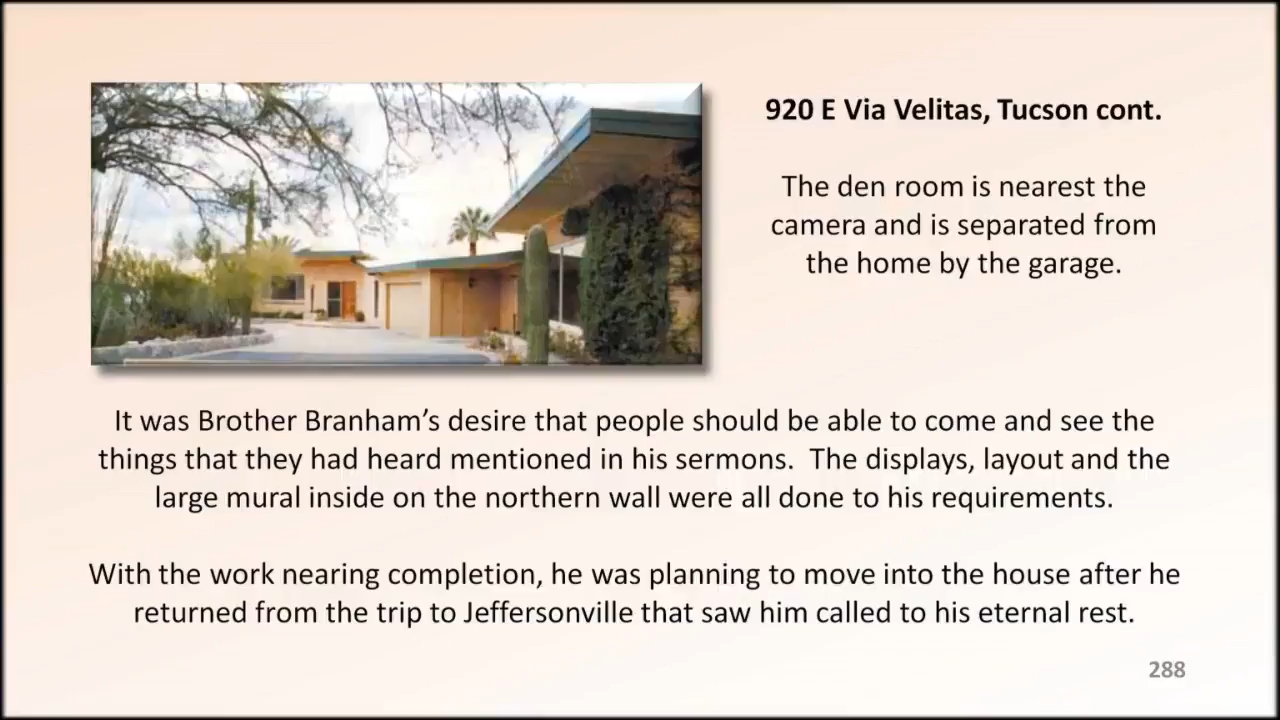 920 E Via Velitas, Tucson cont.
The den room is nearest the
camera and is separated from
the home by the garage.
It was Brother Branham’s desire that people should be able to come and see the
things that they had heard mentioned in his sermons.  The displays, layout and the
large mural inside on the northern wall were all done to his requirements.
With the work nearing completion, he was planning to move into the house after he
returned from the trip to Jeffersonville that saw him called to his eternal rest.
288